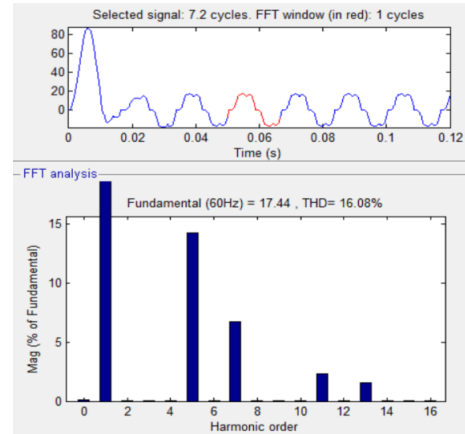 Selected signal: 7.2 cycles. FFT window (in red): 1 cycles
80
60
40
20
0
0 0.02 0.04 0.06 0.08 0.1 0.12
Time (s)
FFT analysis
Fundamental (60Hz) = 17.44 , THD= 16.08%
15
10
5
0
Mag (% of Fundamental)
0 2 4 6 8 10 12 14 16
Harmonic order